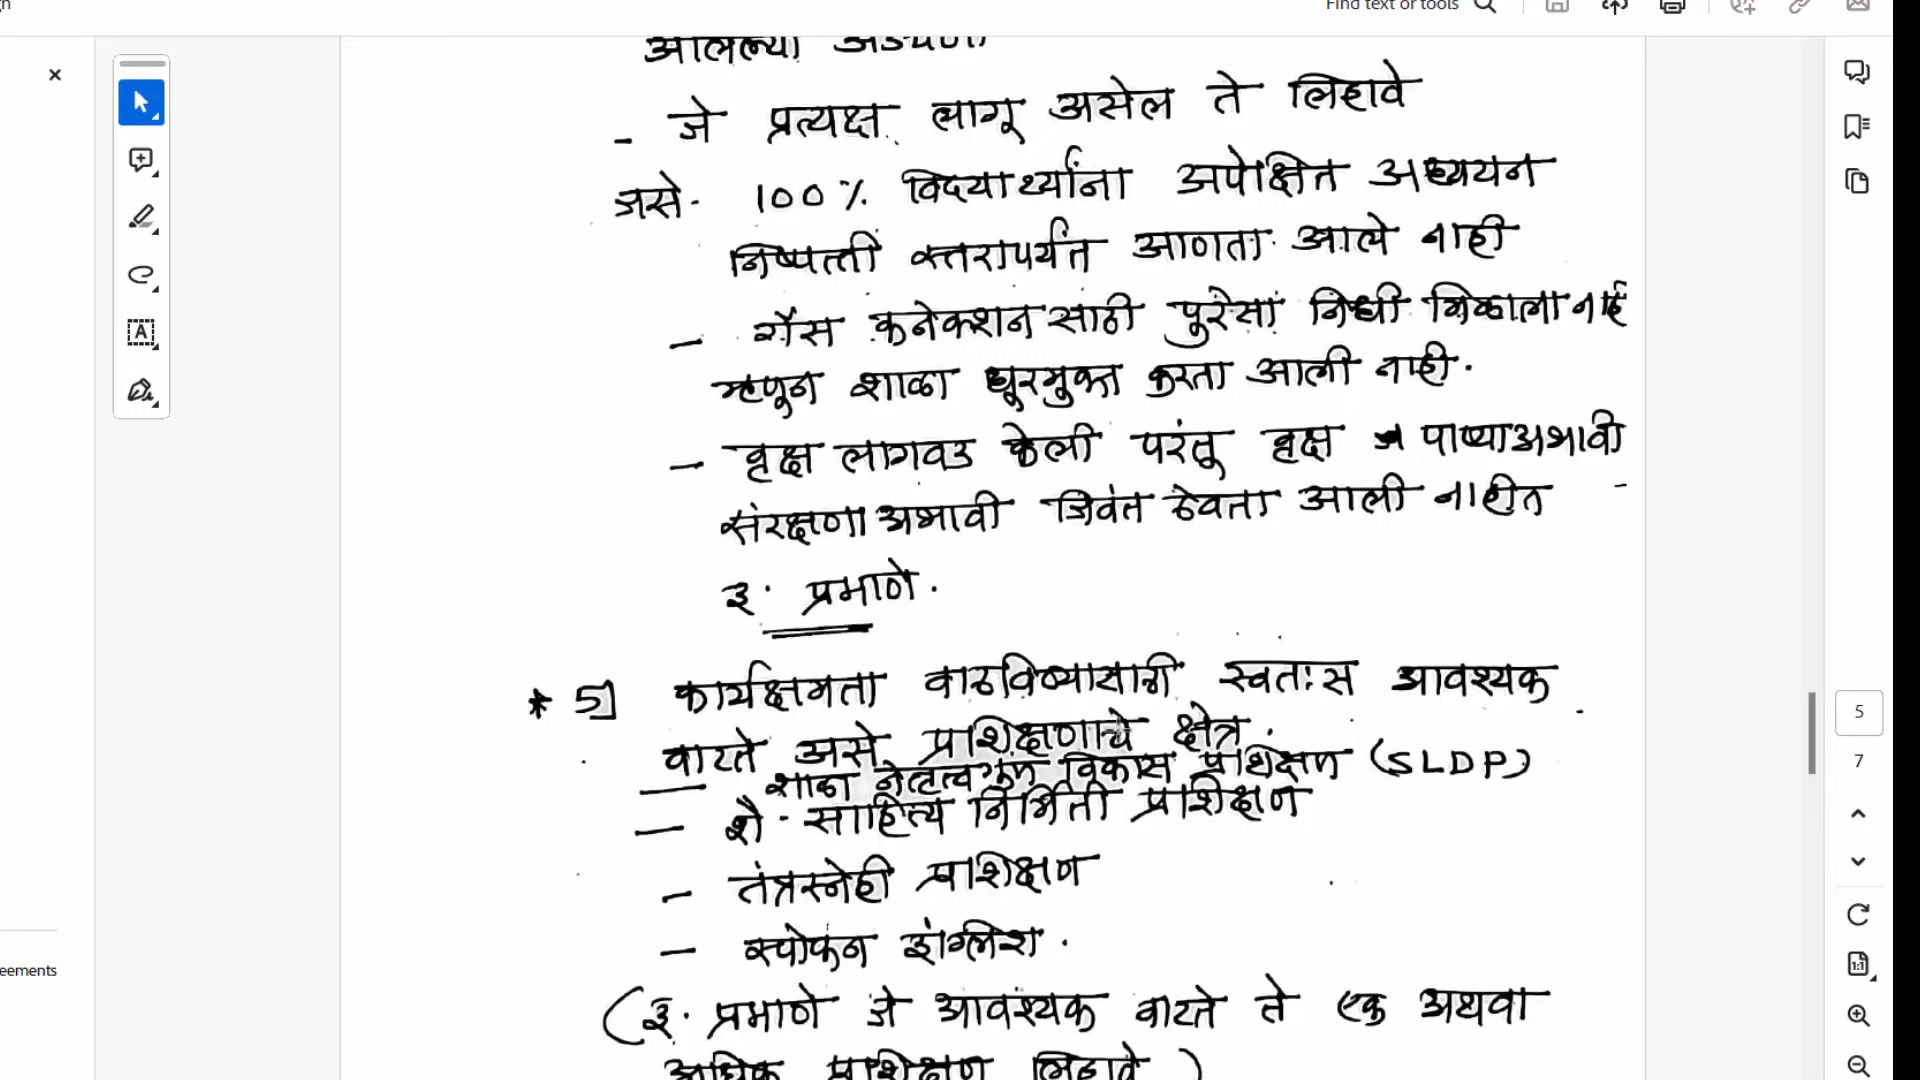 Find text or tools
आलेल्या अडचणी
- जे प्रत्यक्ष लागू असेल ते लिहावे
जसे. 100% विद्यार्थ्यांना अपेक्षित अध्ययन
निष्पत्ती स्तरापर्यंत आणता आले नाही
- गॅस कनेक्शनसाठी पुरेसा निधी मिळाला नाही
म्हणून शाळा धूरमुक्त करता आली नाही.
- वृक्ष लागवड केली परंतू वृक्ष पाण्याअभावी
संरक्षणाअभावी जिवंत ठेवता आली नाहीत
इ. प्रमाणे.
* 5] कार्यक्षमता वाढविण्यासाठी स्वतःस आवश्यक
वाटते असे प्रशिक्षणाचे क्षेत्र.
- शाळा नेतृत्वगुण विकास प्रशिक्षण (SLDP)
- शै. साहित्य निर्मिती प्रशिक्षण
- तंत्रस्नेही प्रशिक्षण
- स्पोकन इंग्लिश.
(इ. प्रमाणे जे आवश्यक वाटते ते एक अथवा
अधिक प्रशिक्षण लिहावे)
5
7
eements